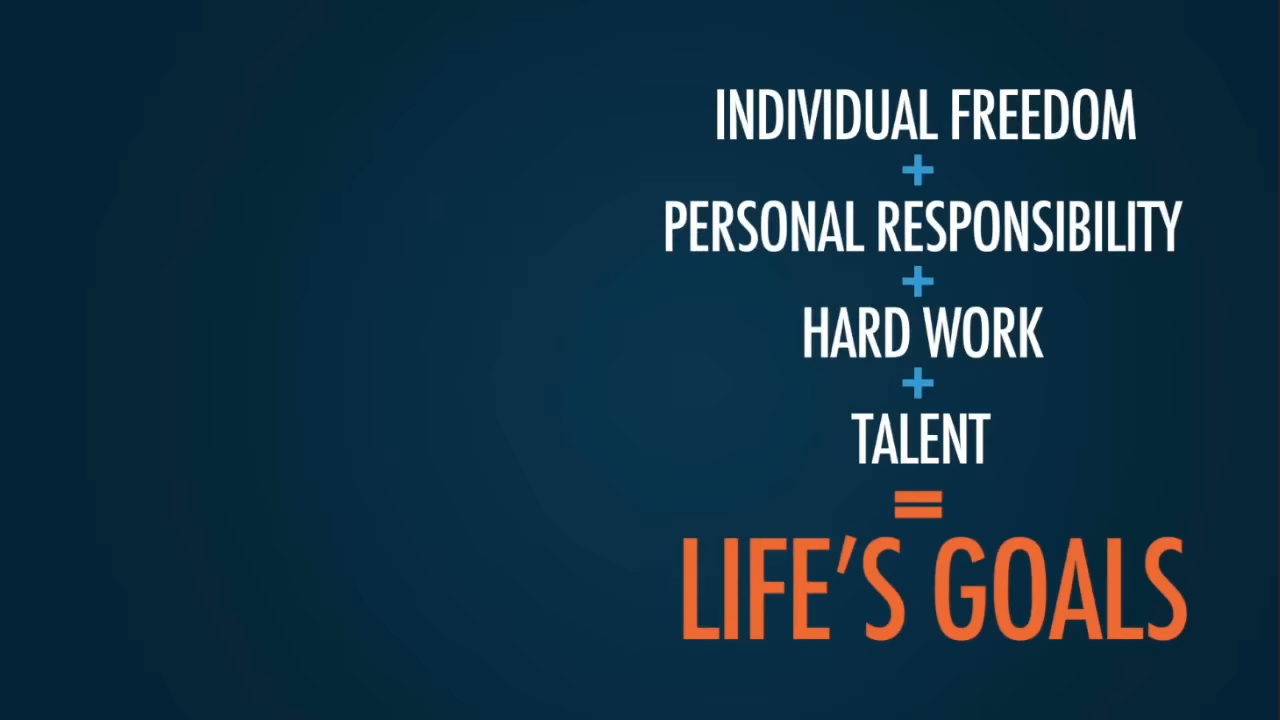 INDIVIDUAL FREEDOM
+
PERSONAL RESPONSIBILITY
+
HARD WORK
+
TALENT
=
LIFE'S GOALS